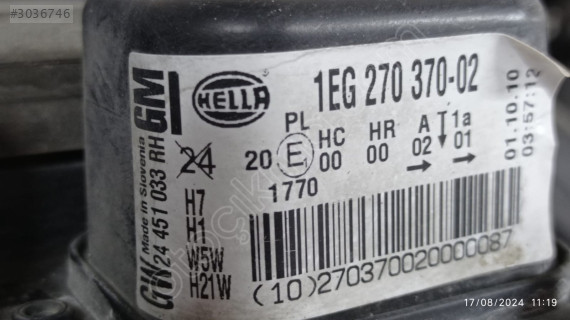 #3036746
HELLA
1EG 270 370-02
GM
GW
Made in Slovenia
24 451 033 RH
24
PL HC HR A 1a
20 E 00 00 02 01
1770
01.10.10
03:57:12
H7
H1
W5W
H21W
(10)27037002000087
17/08/2024 11:19